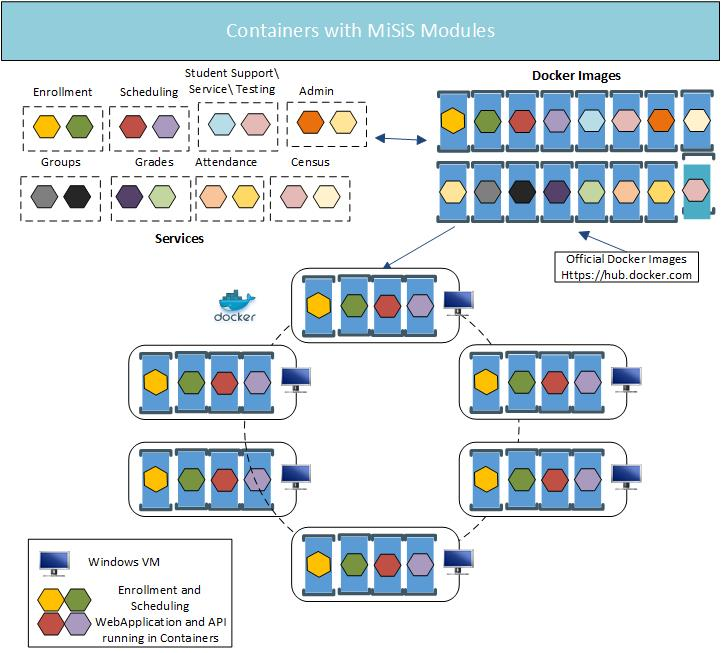 Containers with MiSiS Modules
Enrollment
Scheduling
Student Support\
Service\ Testing
Admin
Docker Images
Groups
Grades
Attendance
Census
Services
Official Docker Images
Https://hub.docker.com
docker
Windows VM
Enrollment and
Scheduling
WebApplication and API
running in Containers